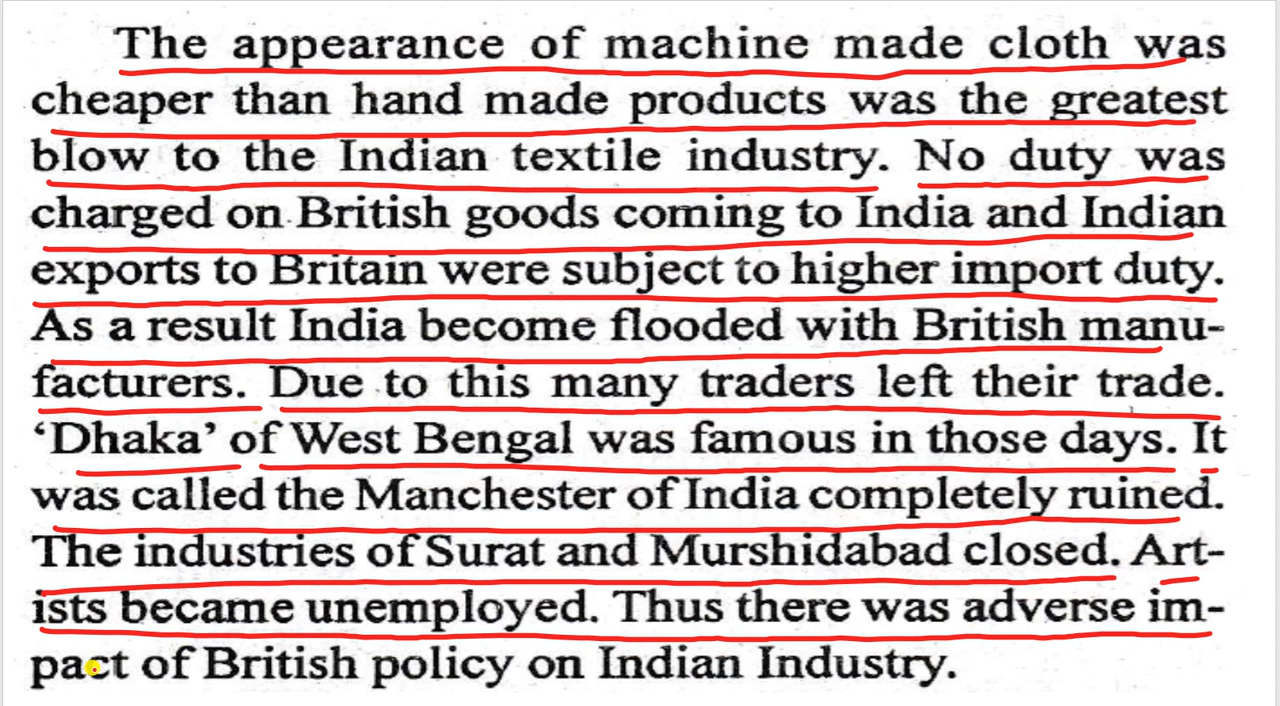 The appearance of machine made cloth was
cheaper than hand made products was the greatest
blow to the Indian textile industry. No duty was
charged on British goods coming to India and Indian
exports to Britain were subject to higher import duty.
As a result India become flooded with British manu-
facturers. Due to this many traders left their trade.
‘Dhaka’ of West Bengal was famous in those days. It
was called the Manchester of India completely ruined.
The industries of Surat and Murshidabad closed. Art-
ists became unemployed. Thus there was adverse im-
pact of British policy on Indian Industry.